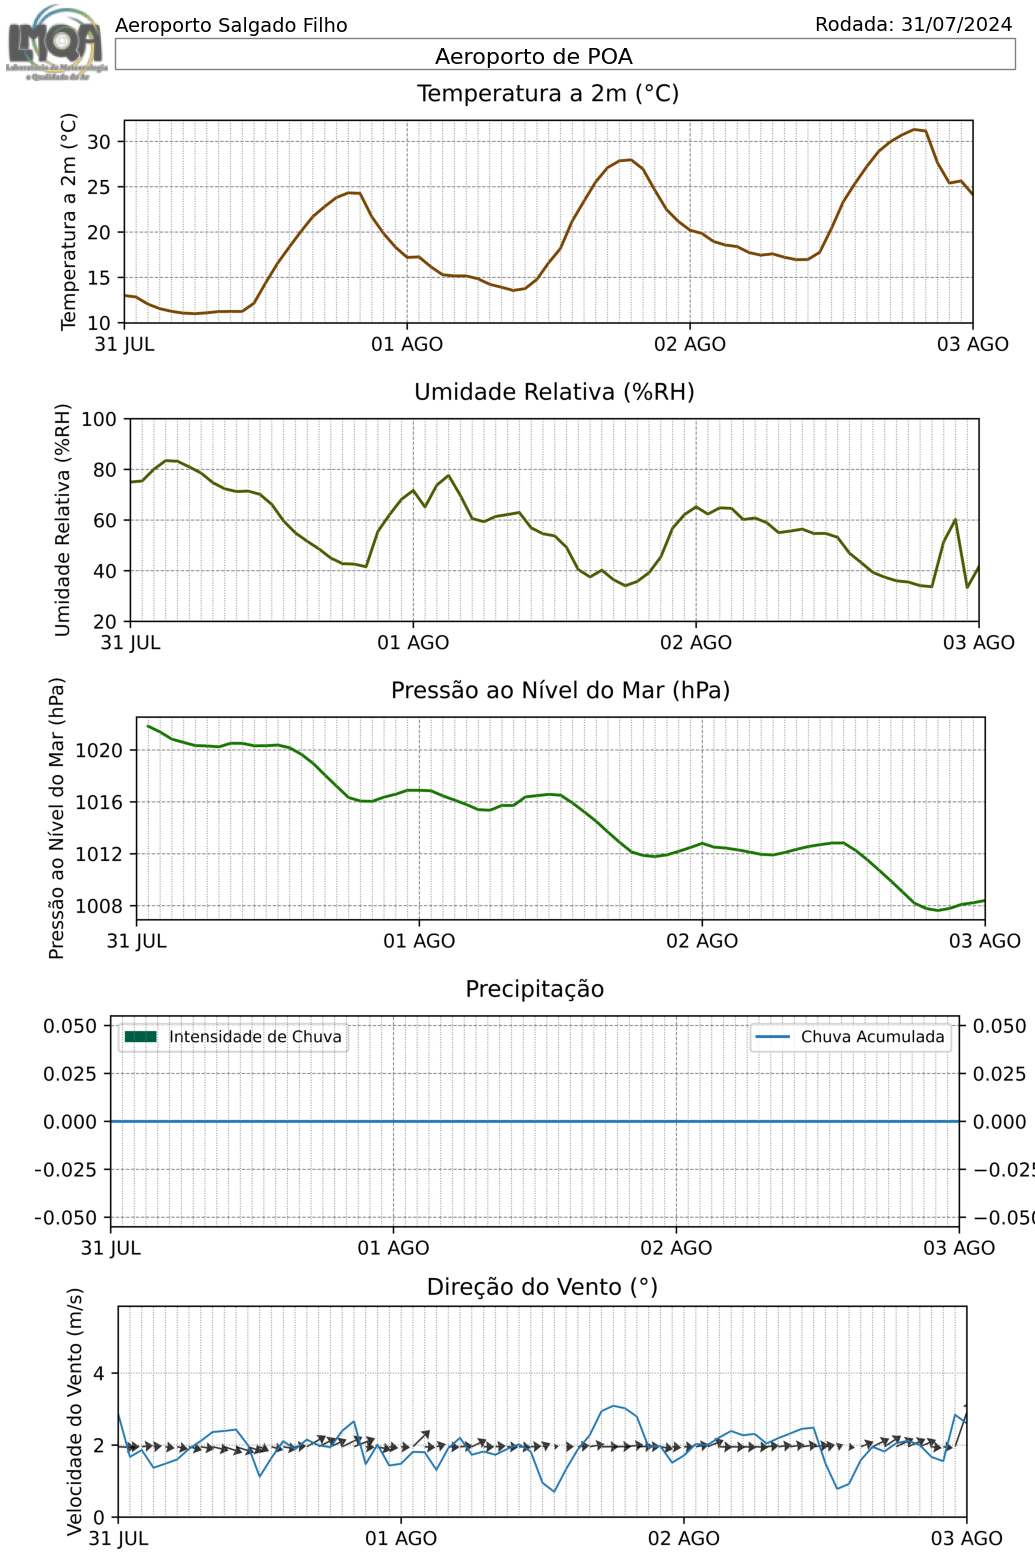 LMQA
Laboratório de Meteorologia
e Qualidade do Ar
Aeroporto Salgado Filho
Rodada: 31/07/2024
Aeroporto de POA
Temperatura a 2m (°C)
Temperatura a 2m (°C)
30
25
20
15
10
31 JUL
01 AGO
02 AGO
03 AGO
Umidade Relativa (%RH)
Umidade Relativa (%RH)
100
80
60
40
20
31 JUL
01 AGO
02 AGO
03 AGO
Pressão ao Nível do Mar (hPa)
Pressão ao Nível do Mar (hPa)
1020
1016
1012
1008
31 JUL
01 AGO
02 AGO
03 AGO
Precipitação
Intensidade de Chuva
Chuva Acumulada
0.050
0.025
0.000
-0.025
-0.050
0.050
0.025
0.000
−0.025
−0.050
31 JUL
01 AGO
02 AGO
03 AGO
Direção do Vento (°)
Velocidade do Vento (m/s)
4
2
0
31 JUL
01 AGO
02 AGO
03 AGO